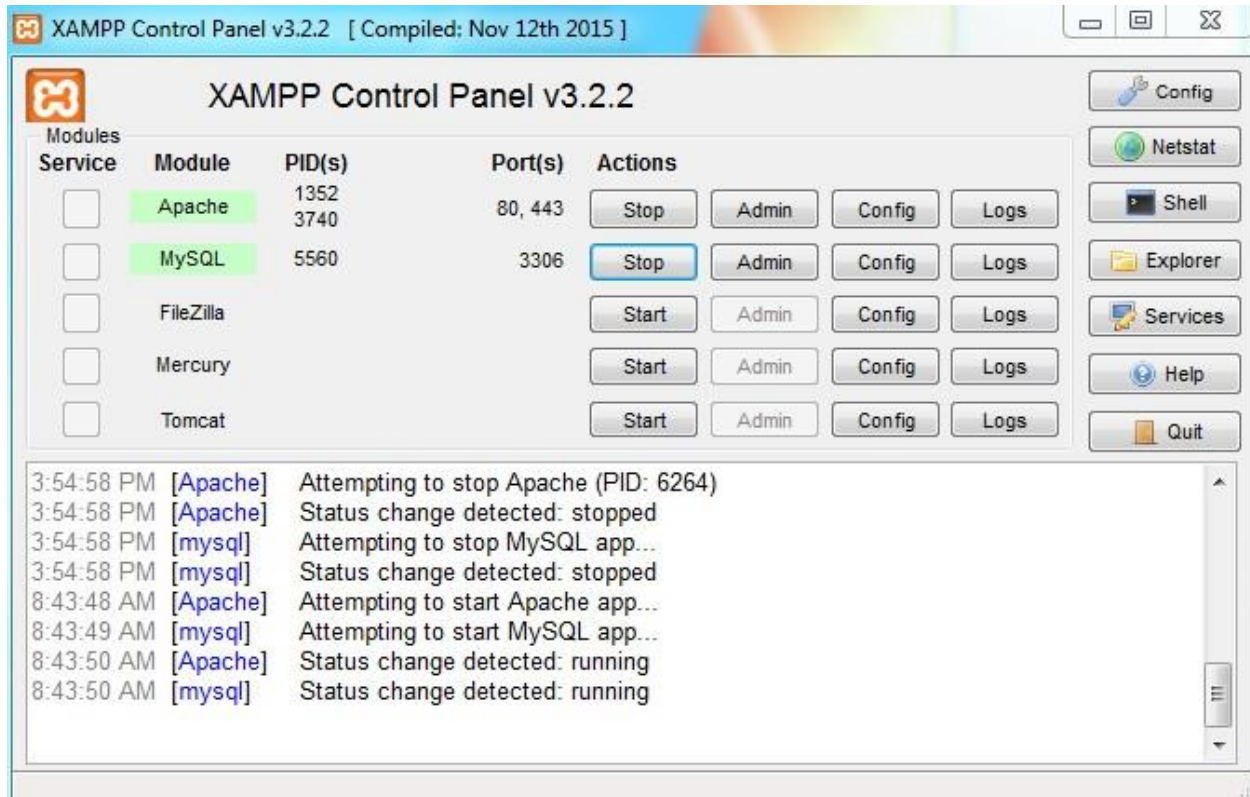 XAMPP Control Panel v3.2.2 [ Compiled: Nov 12th 2015 ]
XAMPP Control Panel v3.2.2
Config
Modules
Service Module PID(s) Port(s) Actions
Netstat
Apache 1352 3740 80, 443 Stop Admin Config Logs
Shell
MySQL 5560 3306 Stop Admin Config Logs
Explorer
FileZilla Start Admin Config Logs
Services
Mercury Start Admin Config Logs
Help
Tomcat Start Admin Config Logs
Quit
3:54:58 PM [Apache] Attempting to stop Apache (PID: 6264)
3:54:58 PM [Apache] Status change detected: stopped
3:54:58 PM [mysql] Attempting to stop MySQL app...
3:54:58 PM [mysql] Status change detected: stopped
8:43:48 AM [Apache] Attempting to start Apache app...
8:43:49 AM [mysql] Attempting to start MySQL app...
8:43:50 AM [Apache] Status change detected: running
8:43:50 AM [mysql] Status change detected: running